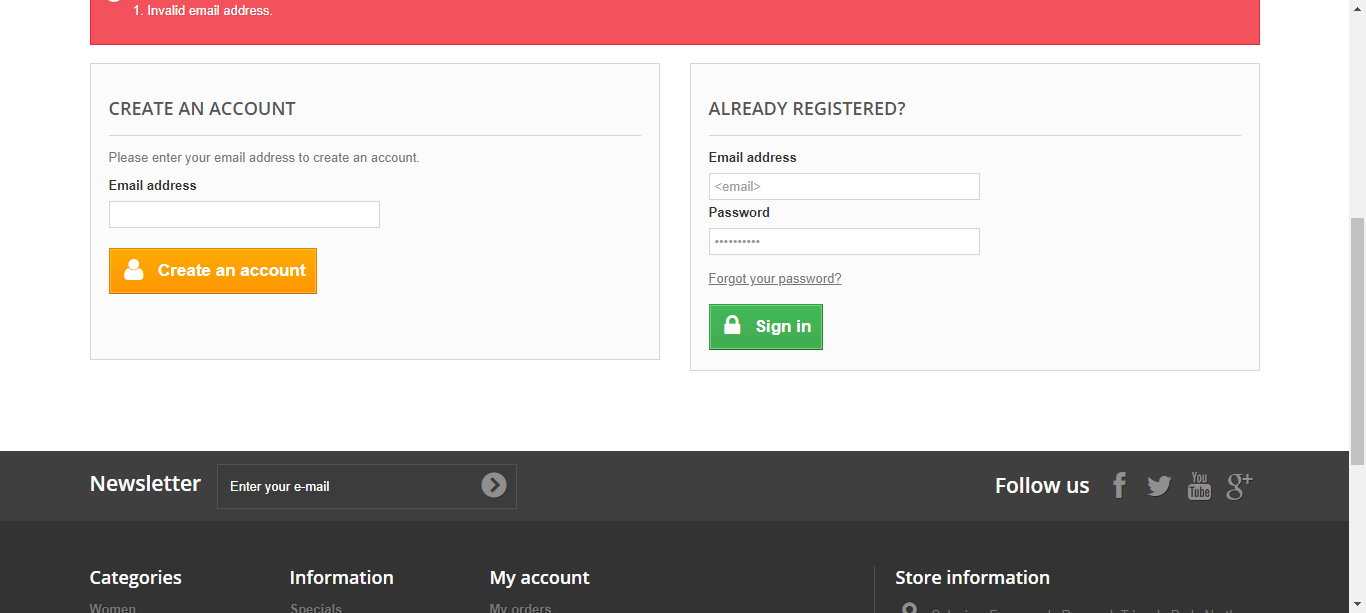 1. Invalid email address.
CREATE AN ACCOUNT
Please enter your email address to create an account.
Email address
Create an account
ALREADY REGISTERED?
Email address
<email>
Password
••••••••••
Forgot your password?
Sign in
Newsletter
Enter your e-mail
Follow us
You
Tube
g+
Categories
Information
My account
Store information
Women
Specials
My orders